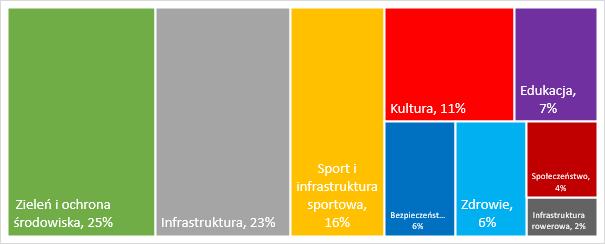 Zieleń i ochrona
środowiska, 25%
Infrastruktura, 23%
Sport i
infrastruktura
sportowa,
16%
Kultura, 11%
Edukacja,
7%
Bezpieczeńst...
6%
Zdrowie,
6%
Społeczeństwo,
4%
Infrastruktura
rowerowa, 2%